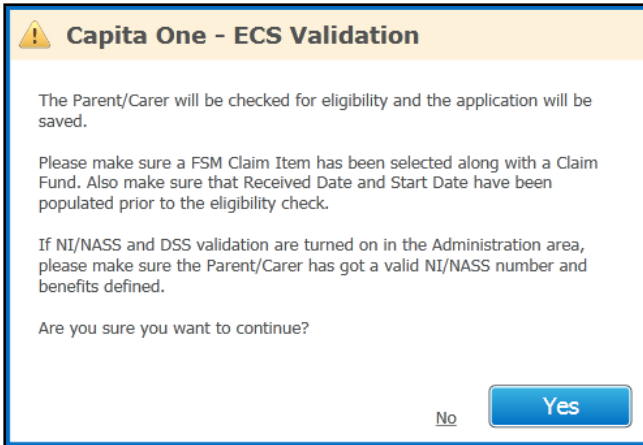 Capita One - ECS Validation
The Parent/Carer will be checked for eligibility and the application will be
saved.
Please make sure a FSM Claim Item has been selected along with a Claim
Fund. Also make sure that Received Date and Start Date have been
populated prior to the eligibility check.
If NI/NASS and DSS validation are turned on in the Administration area,
please make sure the Parent/Carer has got a valid NI/NASS number and
benefits defined.
Are you sure you want to continue?
No
Yes